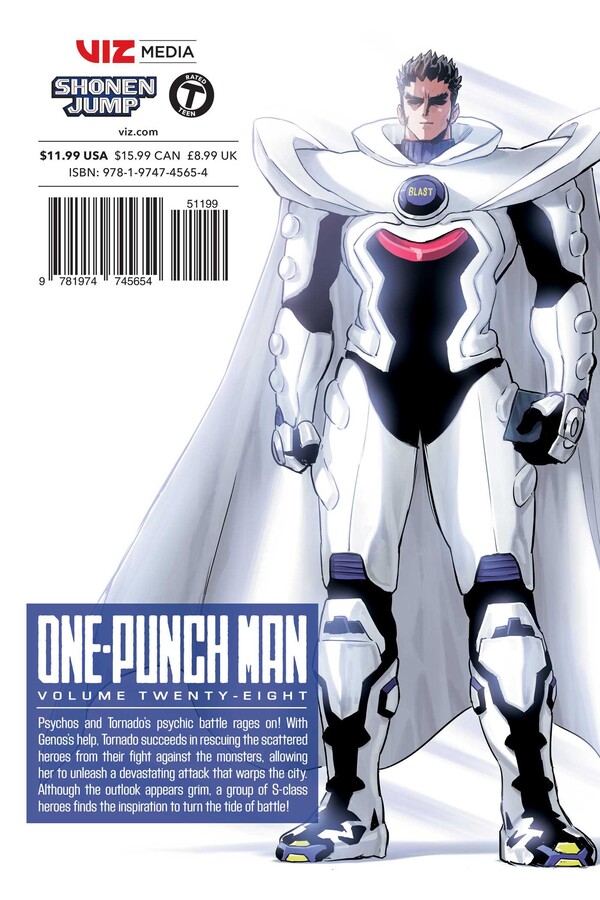 VIZ MEDIA
SHONEN
JUMP
RATED
T
TEEN
viz.com
$11.99 USA $15.99 CAN £8.99 UK
ISBN: 978-1-9747-4565-4
51199
9 781974 745654
BLAST
ONE-PUNCH MAN
VOLUME TWENTY-EIGHT
Psychos and Tornado's psychic battle rages on! With
Genos's help, Tornado succeeds in rescuing the scattered
heroes from their fight against the monsters, allowing
her to unleash a devastating attack that warps the city.
Although the outlook appears grim, a group of S-class
heroes finds the inspiration to turn the tide of battle!